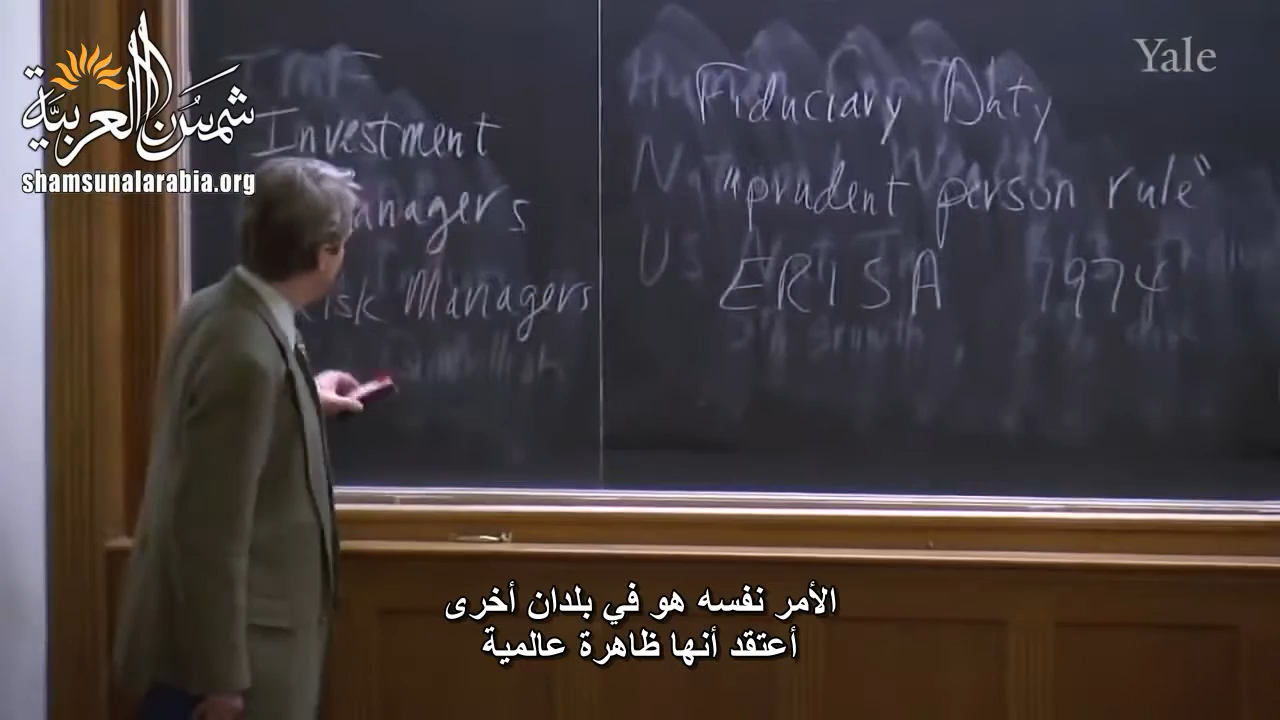 شمس العربية
shamsunalarabia.org
Yale
IMF
Investment
Managers
Risk Managers
Fiduciary Duty
"prudent person rule"
ERISA 1974
الأمر نفسه هو في بلدان أخرى
أعتقد أنها ظاهرة عالمية